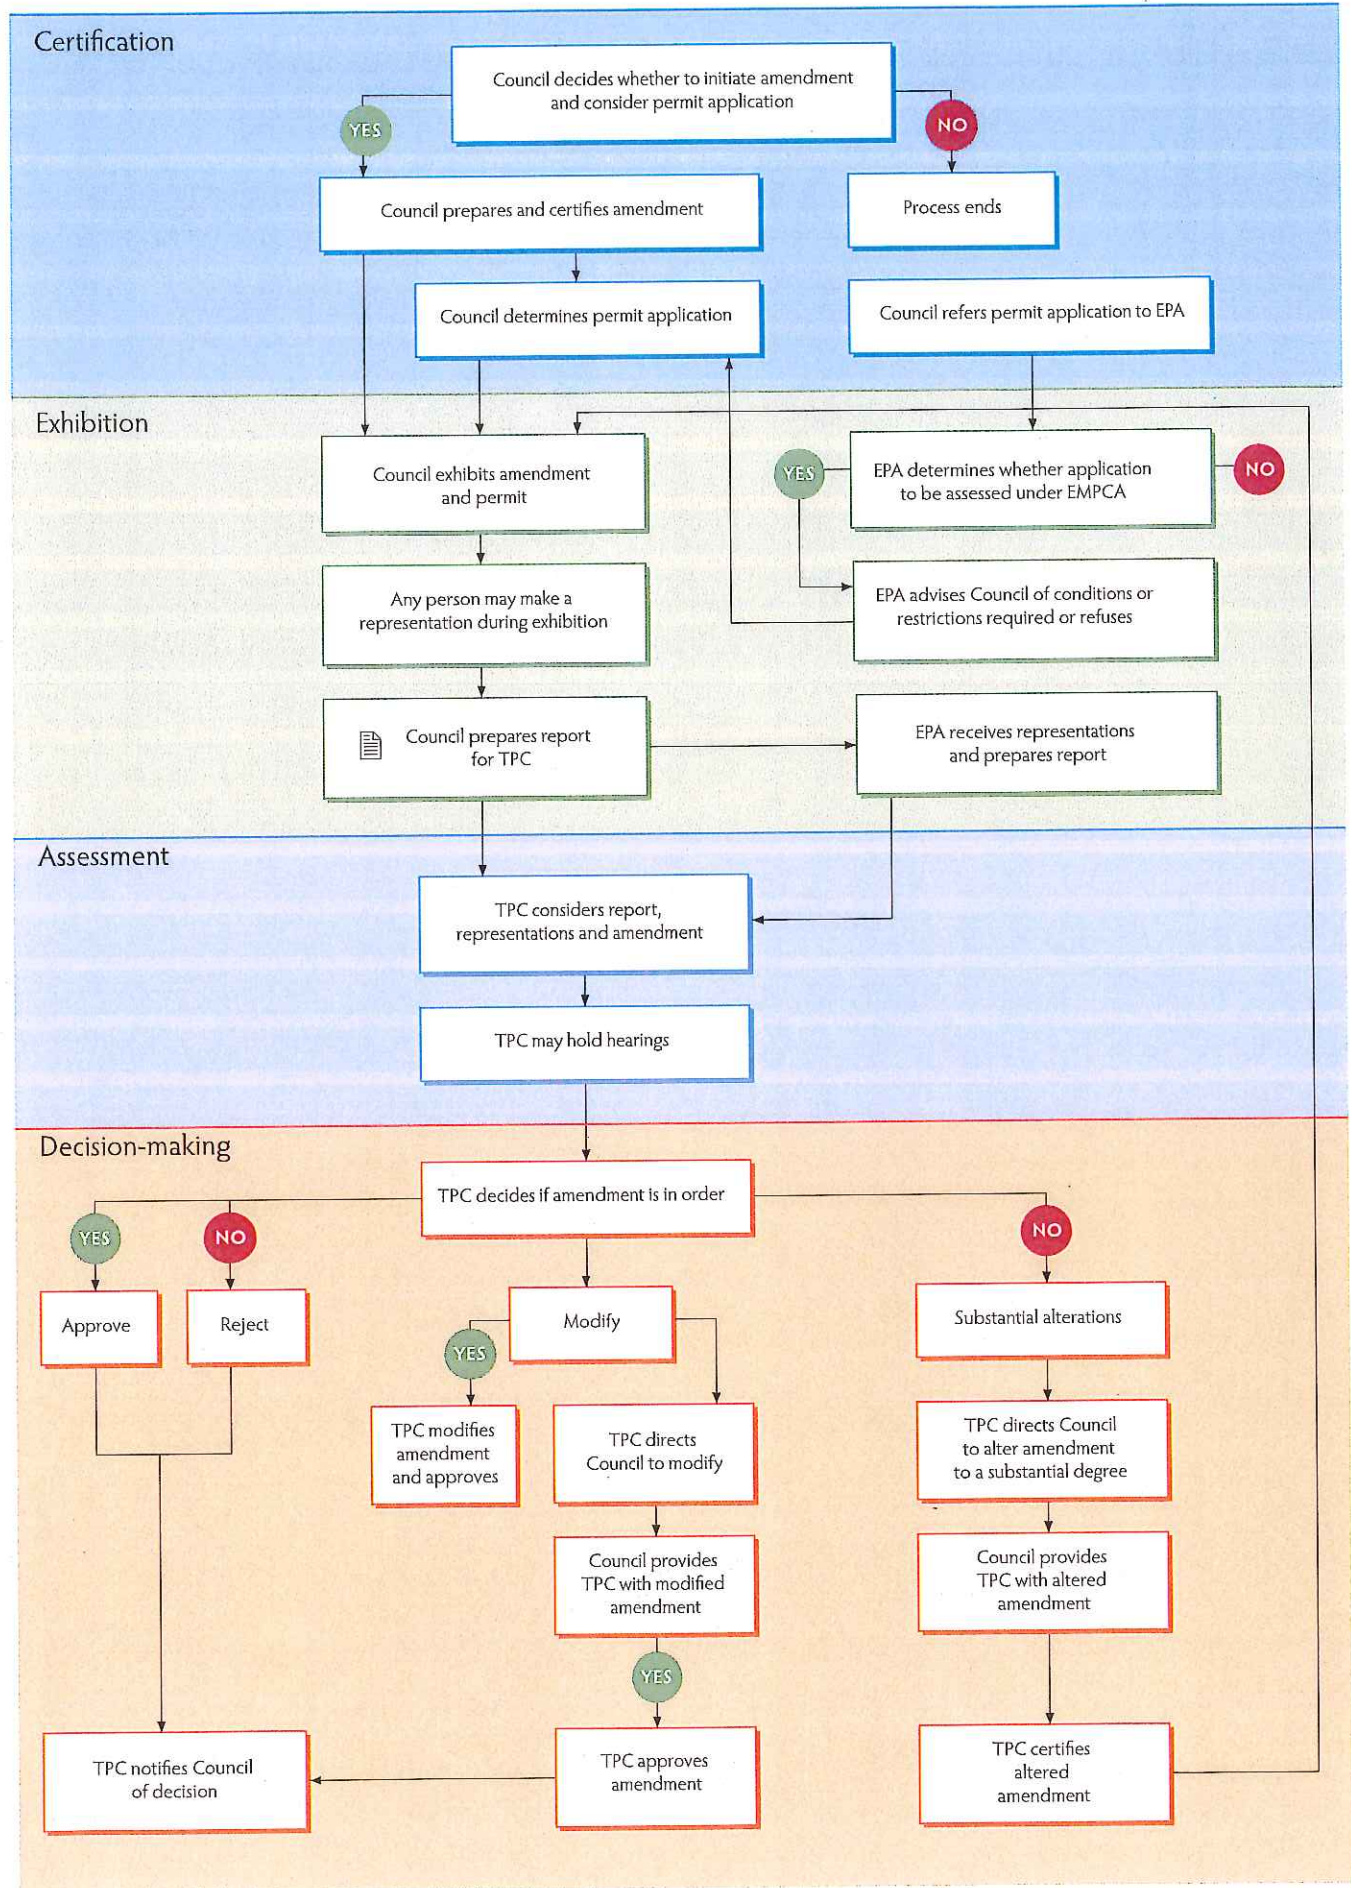 Certification
Council decides whether to initiate amendment
and consider permit application
YES
NO
Council prepares and certifies amendment
Process ends
Council determines permit application
Council refers permit application to EPA
Exhibition
Council exhibits amendment
and permit
YES
EPA determines whether application
to be assessed under EMPCA
NO
Any person may make a
representation during exhibition
EPA advises Council of conditions or
restrictions required or refuses
Council prepares report
for TPC
EPA receives representations
and prepares report
Assessment
TPC considers report,
representations and amendment
TPC may hold hearings
Decision-making
TPC decides if amendment is in order
YES
NO
NO
Approve
Reject
Modify
Substantial alterations
YES
TPC modifies
amendment
and approves
TPC directs
Council to modify
TPC directs Council
to alter amendment
to a substantial degree
Council provides
TPC with modified
amendment
Council provides
TPC with altered
amendment
YES
TPC notifies Council
of decision
TPC approves
amendment
TPC certifies
altered
amendment